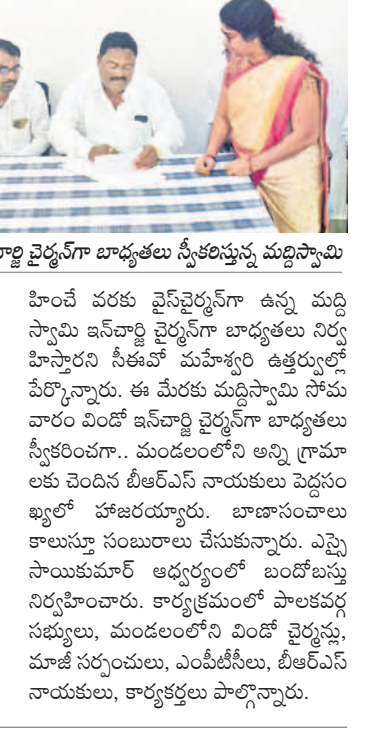 చైర్మన్‌గా బాధ్యతలు స్వీకరిస్తున్న మద్దిస్వామి
హించే వరకు వైస్‌చైర్మన్‌గా ఉన్న మద్ది
స్వామి ఇన్‌చార్జి చైర్మన్‌గా బాధ్యతలు నిర్వ
హిస్తారని సీఈవో మహేశ్వరి ఉత్తర్వుల్లో
పేర్కొన్నారు. ఈ మేరకు మద్దిస్వామి సోమ
వారం విండో ఇన్‌చార్జి చైర్మన్‌గా బాధ్యతలు
స్వీకరించగా.. మండలంలోని అన్ని గ్రామా
లకు చెందిన బీఆర్‌ఎస్ నాయకులు పెద్దసం
ఖ్యలో హాజరయ్యారు. బాణాసంచాలు
కాలుస్తూ సంబురాలు చేసుకున్నారు. ఎస్సై
సాయికుమార్ ఆధ్వర్యంలో బందోబస్తు
నిర్వహించారు. కార్యక్రమంలో పాలకవర్గ
సభ్యులు, మండలంలోని విండో చైర్మన్లు,
మాజీ సర్పంచులు, ఎంపీటీసీలు, బీఆర్‌ఎస్
నాయకులు, కార్యకర్తలు పాల్గొన్నారు.